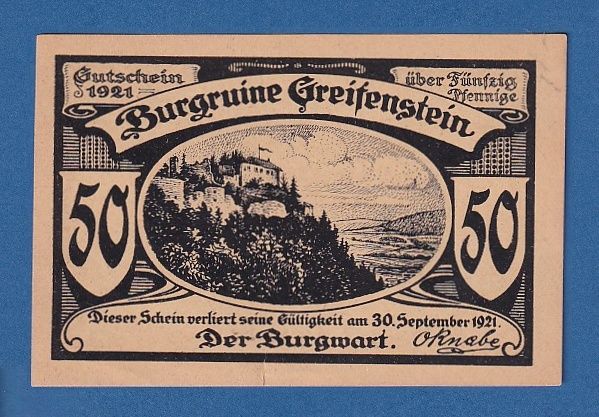 Gutschein
1921
über Fünfzig
Pfennige
Burgruine Greifenstein
50
50
Dieser Schein verliert seine Gültigkeit am 30. September 1921.
Der Burgwart. O Knabe